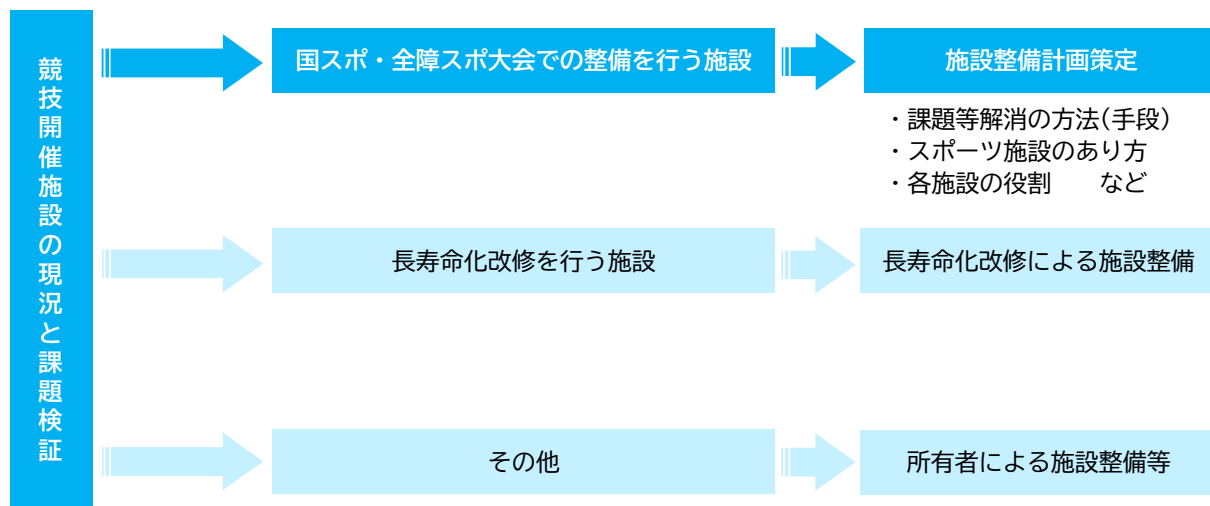 競技開催施設の現況と課題検証
国スポ・全障スポ大会での整備を行う施設
施設整備計画策定
・課題等解消の方法(手段)
・スポーツ施設のあり方
・各施設の役割　　など
長寿命化改修を行う施設
長寿命化改修による施設整備
その他
所有者による施設整備等